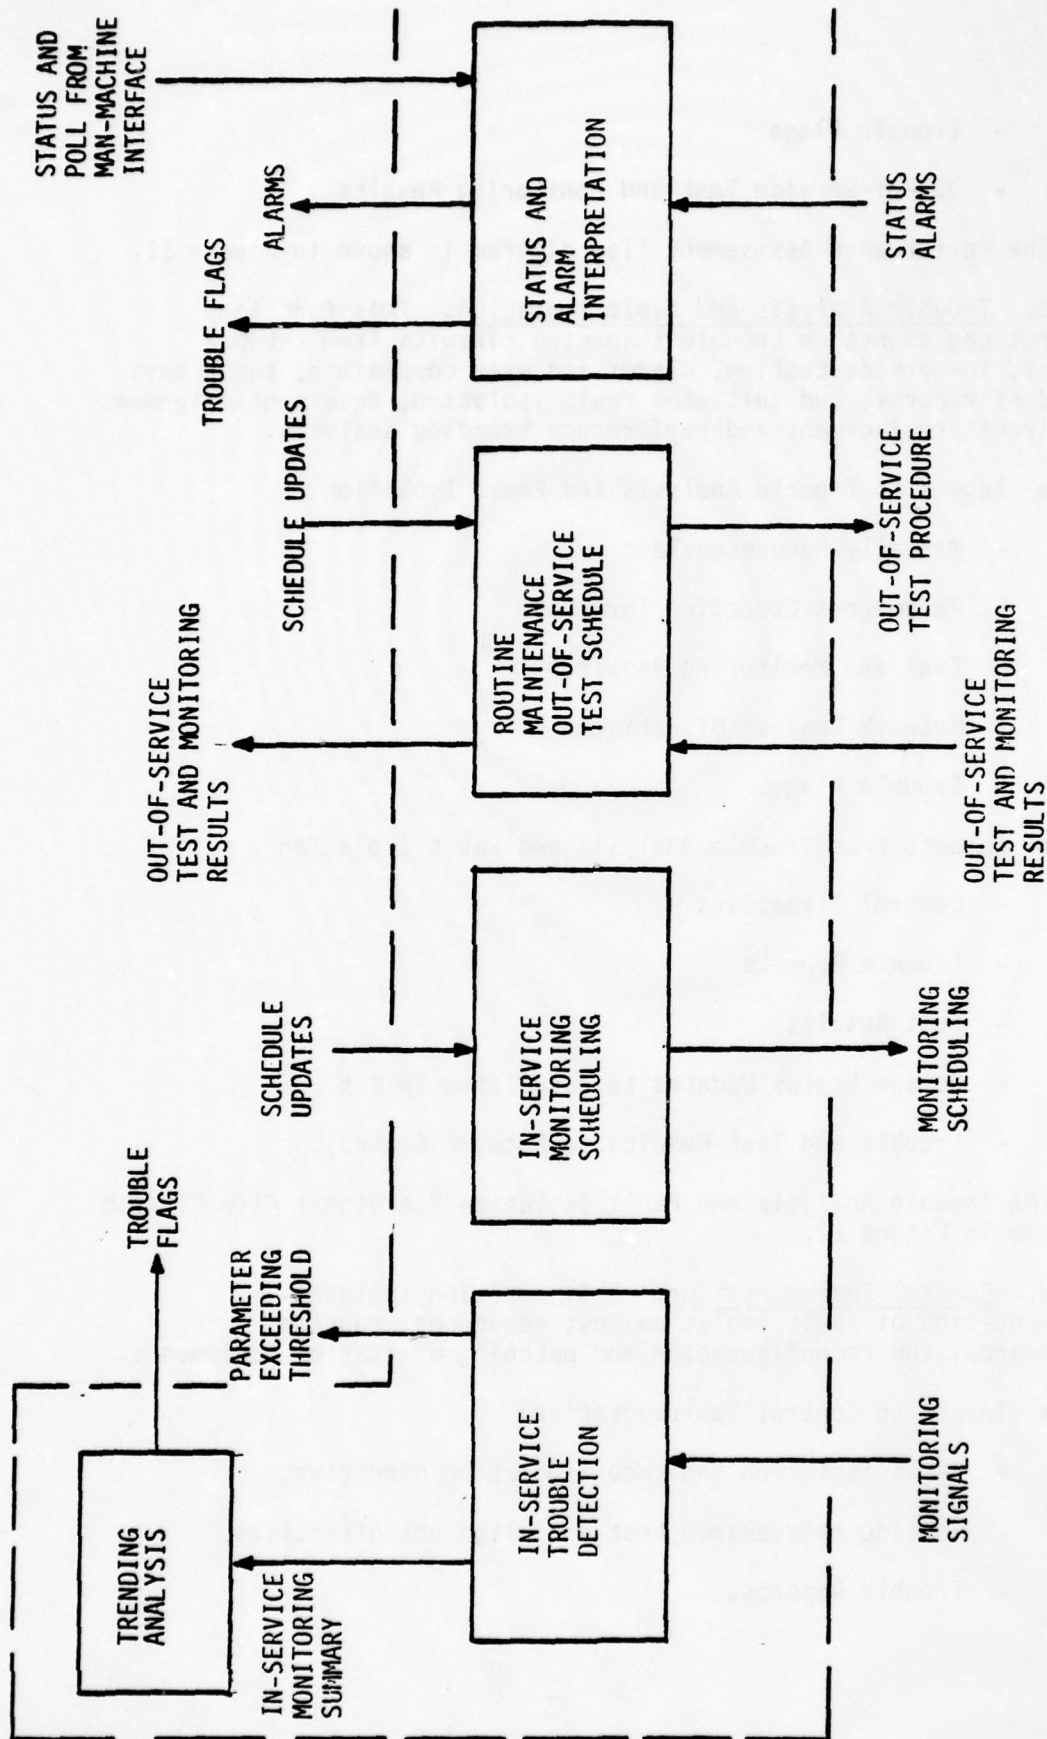 TRENDING
ANALYSIS
TROUBLE
FLAGS
STATUS AND
POLL FROM
MAN-MACHINE
INTERFACE
IN-SERVICE
MONITORING
SUMMARY
PARAMETER
EXCEEDING
THRESHOLD
SCHEDULE
UPDATES
OUT-OF-SERVICE
TEST AND MONITORING
RESULTS
SCHEDULE UPDATES
TROUBLE FLAGS
ALARMS
IN-SERVICE
TROUBLE
DETECTION
IN-SERVICE
MONITORING
SCHEDULING
ROUTINE
MAINTENANCE
OUT-OF-SERVICE
TEST SCHEDULE
STATUS AND
ALARM
INTERPRETATION
MONITORING
SIGNALS
MONITORING
SCHEDULING
OUT-OF-SERVICE
TEST AND MONITORING
RESULTS
OUT-OF-SERVICE
TEST PROCEDURE
STATUS
ALARMS